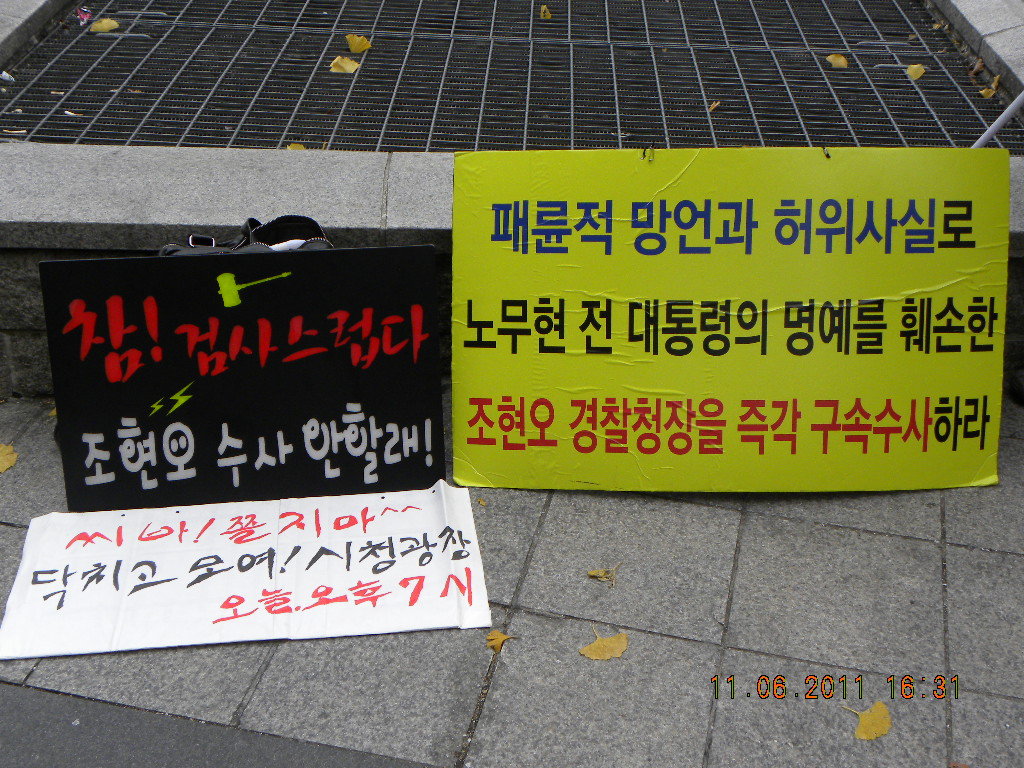 패륜적 망언과 허위사실로
노무현 전 대통령의 명예를 훼손한
조현오 경찰청장을 즉각 구속수사하라
참! 검사스럽다
조현오 수사 안할래!
씨바! 쫄지마^^
닥치고 모여! 시청광장
오늘.오후 7시
11.06.2011 16:31